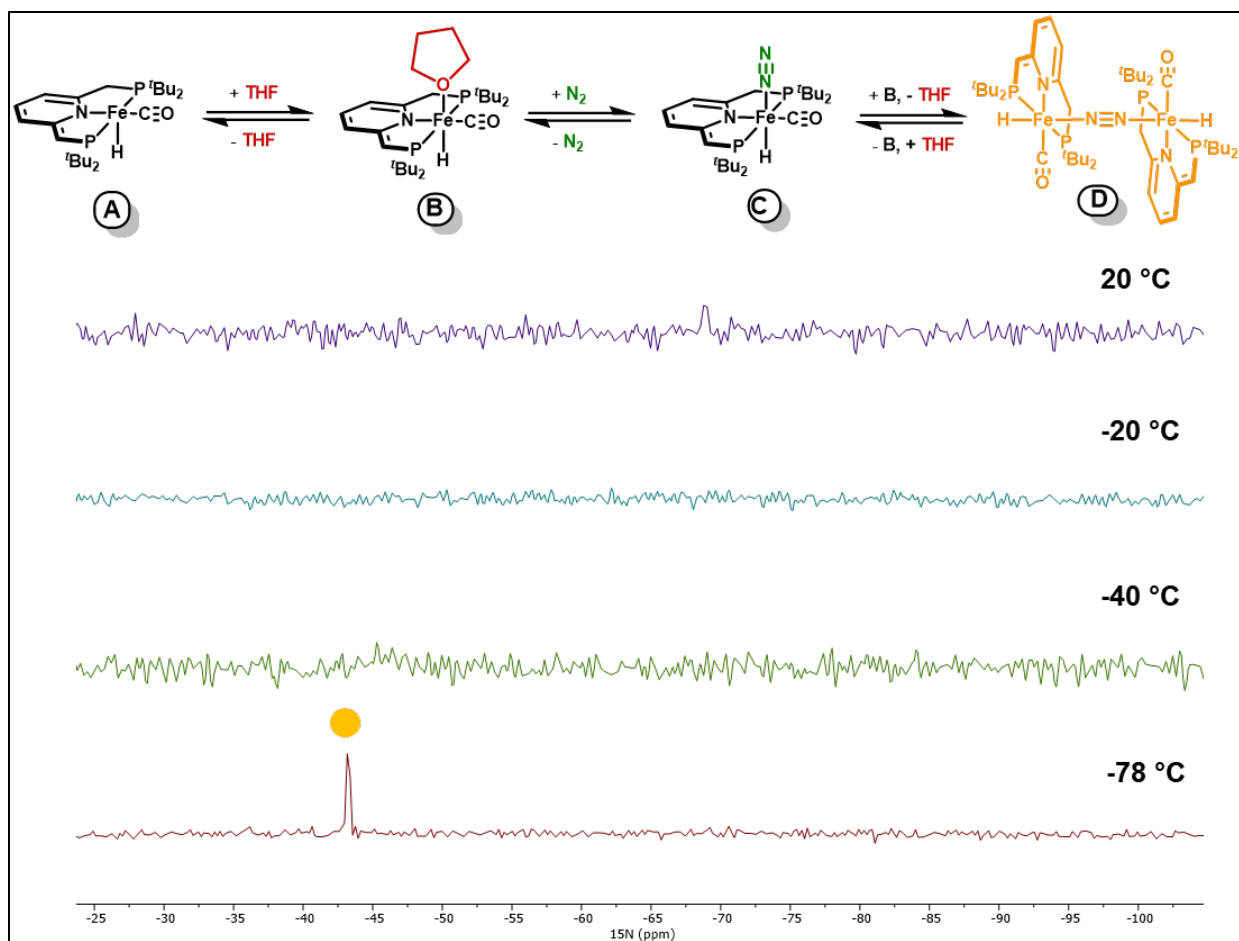 + THF
- THF
+ N2
- N2
+ B, - THF
- B, + THF
N Fe C≡O P tBu2 H P tBu2
O N Fe C≡O P tBu2 H P tBu2
N≡N N Fe C≡O P tBu2 H P tBu2
tBu2 P N H Fe N≡N Fe H P tBu2 C≡O tBu2 P C≡O N P tBu2
A
B
C
D
20 °C
-20 °C
-40 °C
-78 °C
-25 -30 -35 -40 -45 -50 -55 -60 -65 -70 -75 -80 -85 -90 -95 -100
15N (ppm)